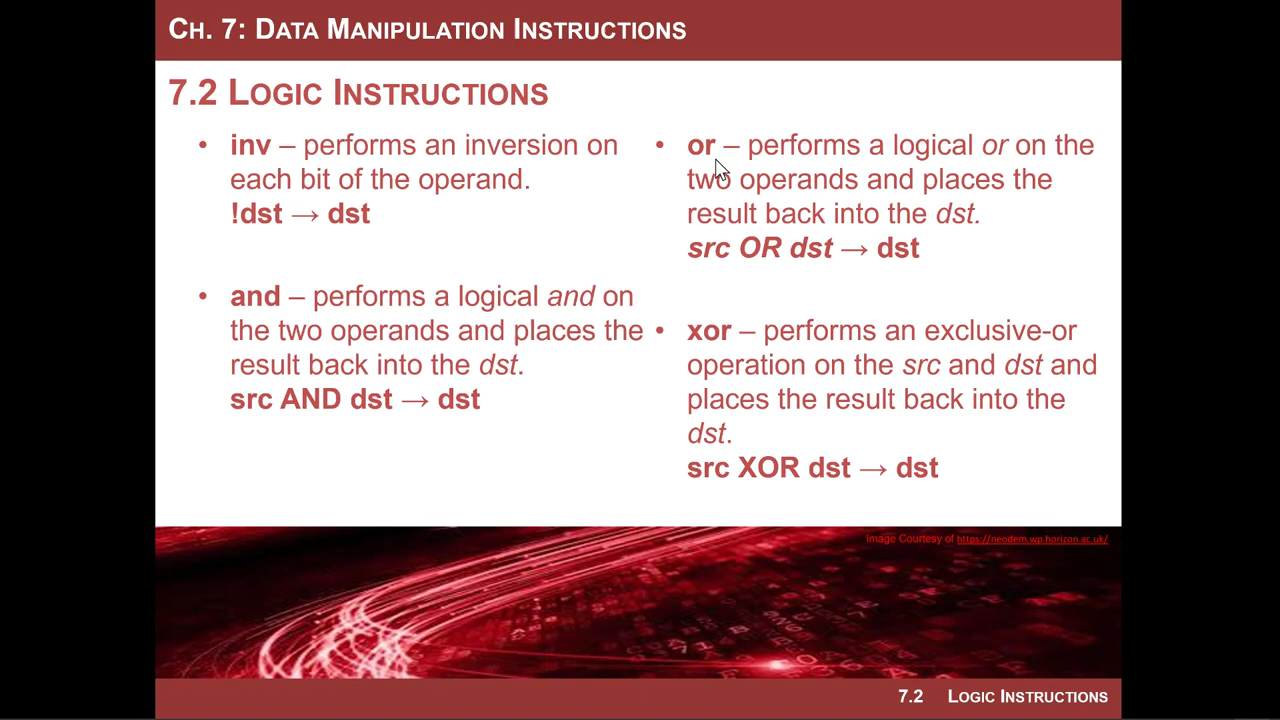 CH. 7: DATA MANIPULATION INSTRUCTIONS
7.2 LOGIC INSTRUCTIONS
• inv – performs an inversion on
each bit of the operand.
!dst → dst
• and – performs a logical and on
the two operands and places the
result back into the dst.
src AND dst → dst
• or – performs a logical or on the
two operands and places the
result back into the dst.
src OR dst → dst
• xor – performs an exclusive-or
operation on the src and dst and
places the result back into the
dst.
src XOR dst → dst
Image Courtesy of https://neodem.wp.horizon.ac.uk/
7.2 LOGIC INSTRUCTIONS